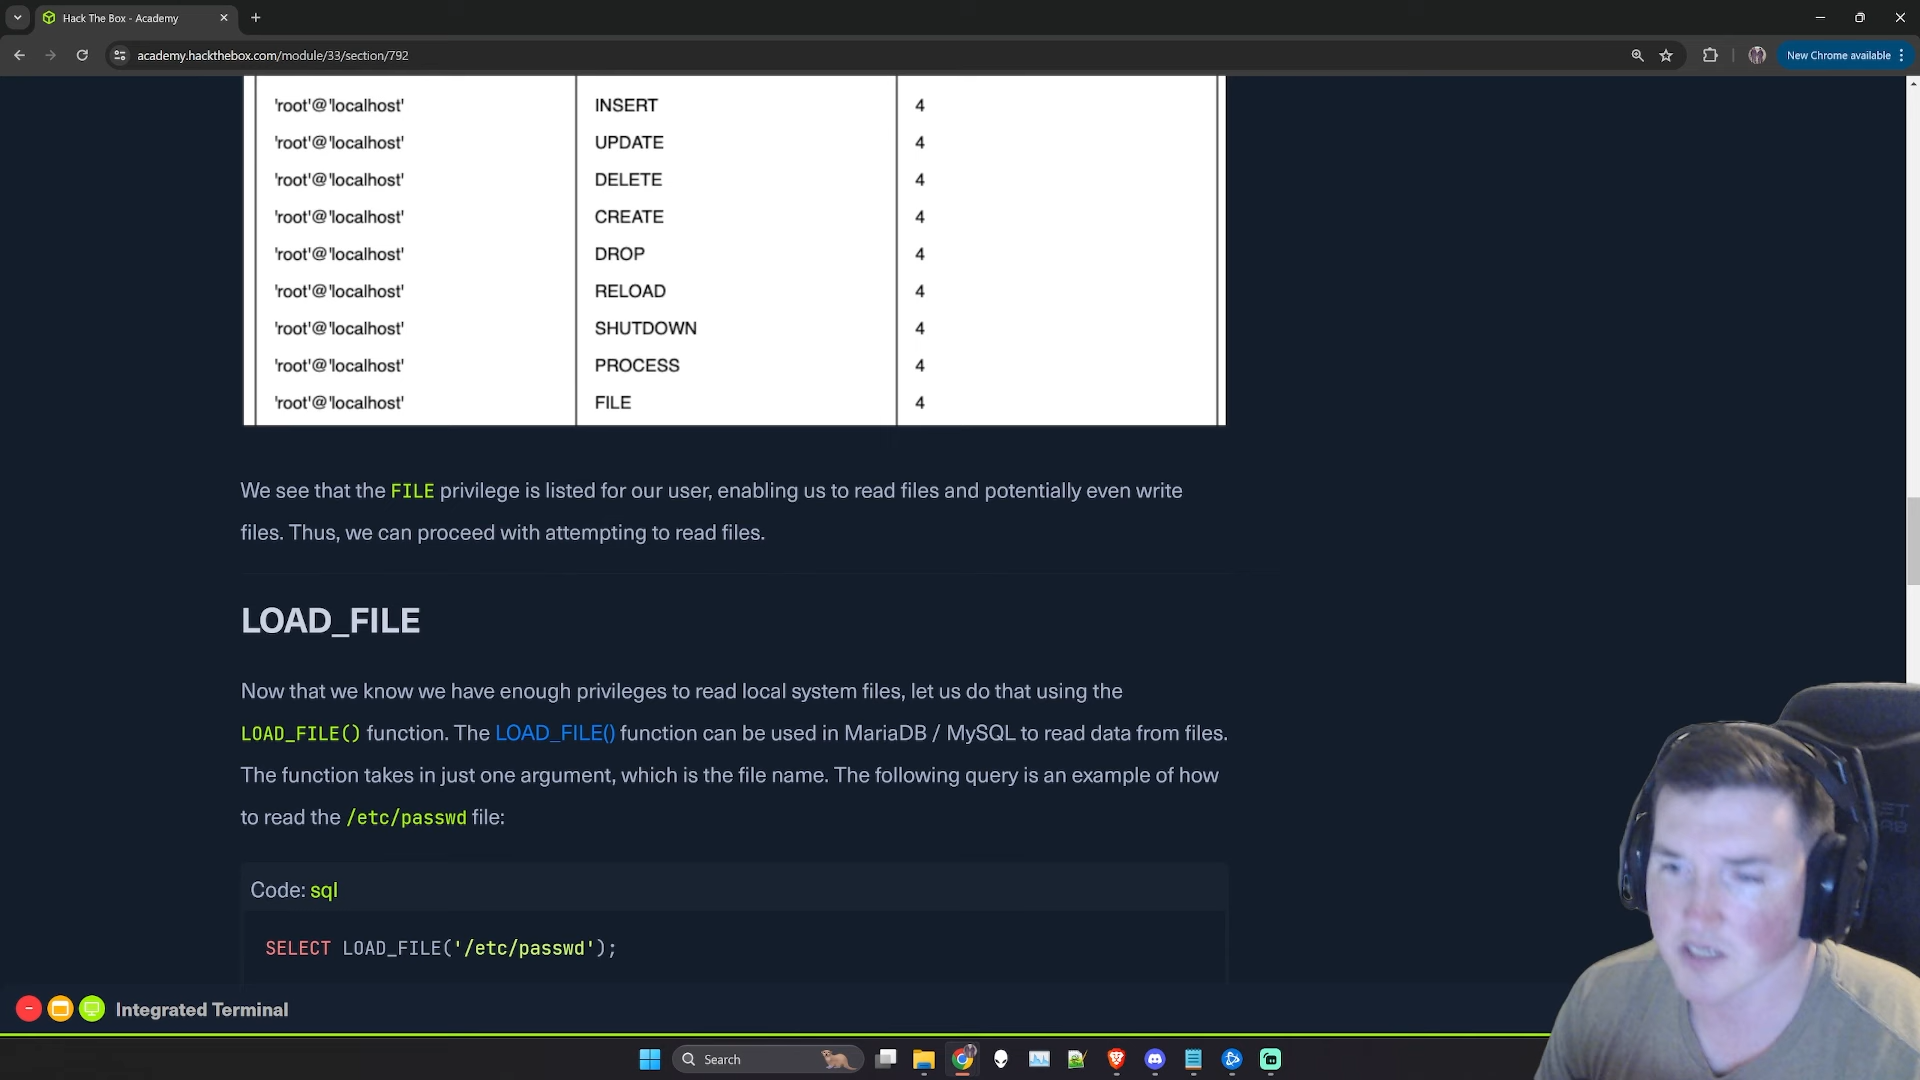 Hack The Box - Academy
academy.hackthebox.com/module/33/section/792
New Chrome available
'root'@'localhost' INSERT 4
'root'@'localhost' UPDATE 4
'root'@'localhost' DELETE 4
'root'@'localhost' CREATE 4
'root'@'localhost' DROP 4
'root'@'localhost' RELOAD 4
'root'@'localhost' SHUTDOWN 4
'root'@'localhost' PROCESS 4
'root'@'localhost' FILE 4
We see that the FILE privilege is listed for our user, enabling us to read files and potentially even write
files. Thus, we can proceed with attempting to read files.
LOAD_FILE
Now that we know we have enough privileges to read local system files, let us do that using the
LOAD_FILE() function. The LOAD_FILE() function can be used in MariaDB / MySQL to read data from files.
The function takes in just one argument, which is the file name. The following query is an example of how
to read the /etc/passwd file:
Code: sql
SELECT LOAD_FILE('/etc/passwd');
Integrated Terminal
Search